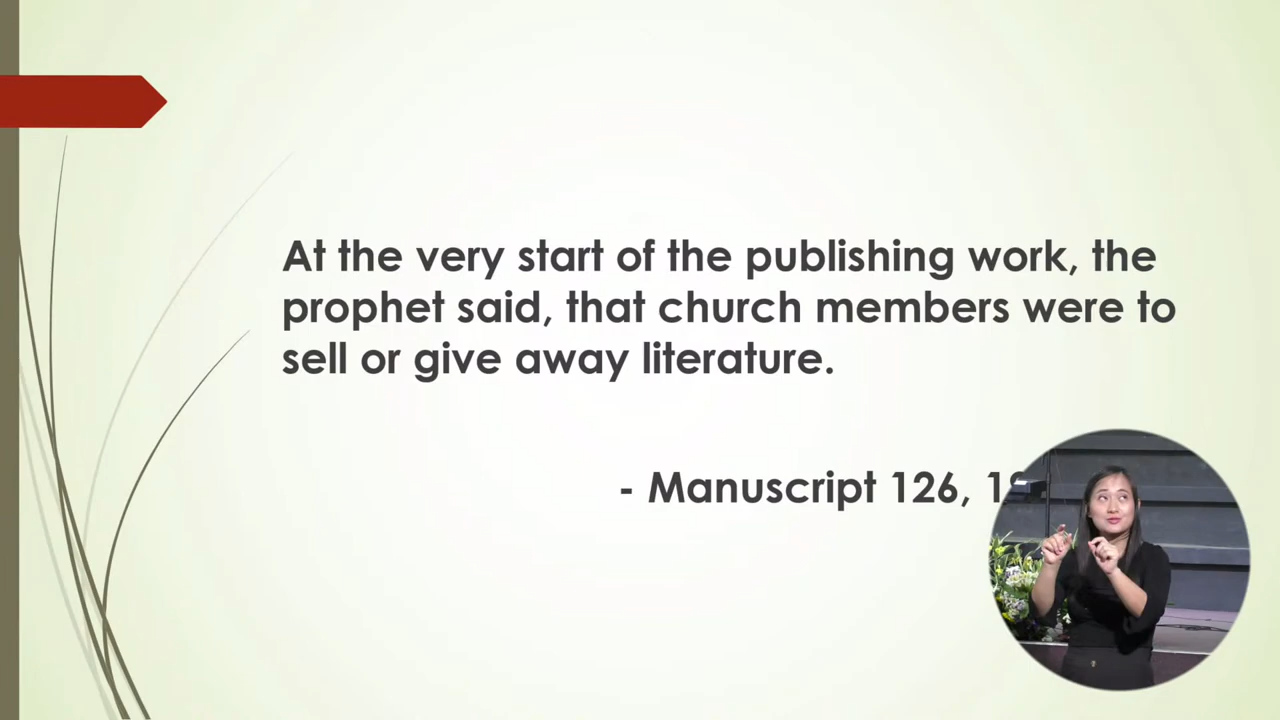 At the very start of the publishing work, the
prophet said, that church members were to
sell or give away literature.
- Manuscript 126,